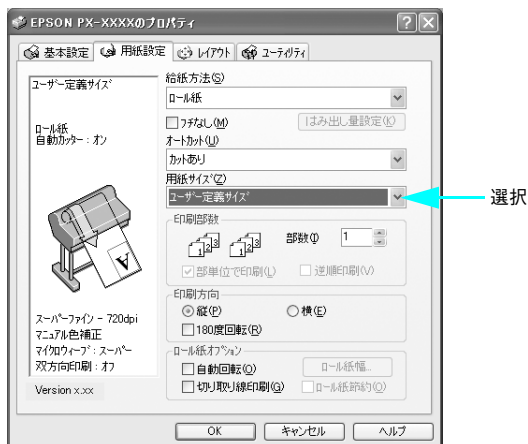 EPSON PX-XXXXのプロパティ
基本設定 用紙設定 レイアウト ユーティリティ
ユーザー定義サイズ
ロール紙
自動カッター：オン
スーパーファイン - 720dpi
マニュアル色補正
マイクロウィーブ：スーパー
双方向印刷：オフ
Version x.xx
給紙方法(S)
ロール紙
フチなし(M) はみ出し量設定(K)
オートカット(U)
カットあり
用紙サイズ(Z)
ユーザー定義サイズ
選択
印刷部数
部数(I) 1
部単位で印刷(L) 逆順印刷(V)
印刷方向
縦(P) 横(E)
180度回転(R)
ロール紙オプション
自動回転(O) ロール紙幅...
切り取り線印刷(G) ロール紙節約(O)
OK キャンセル ヘルプ